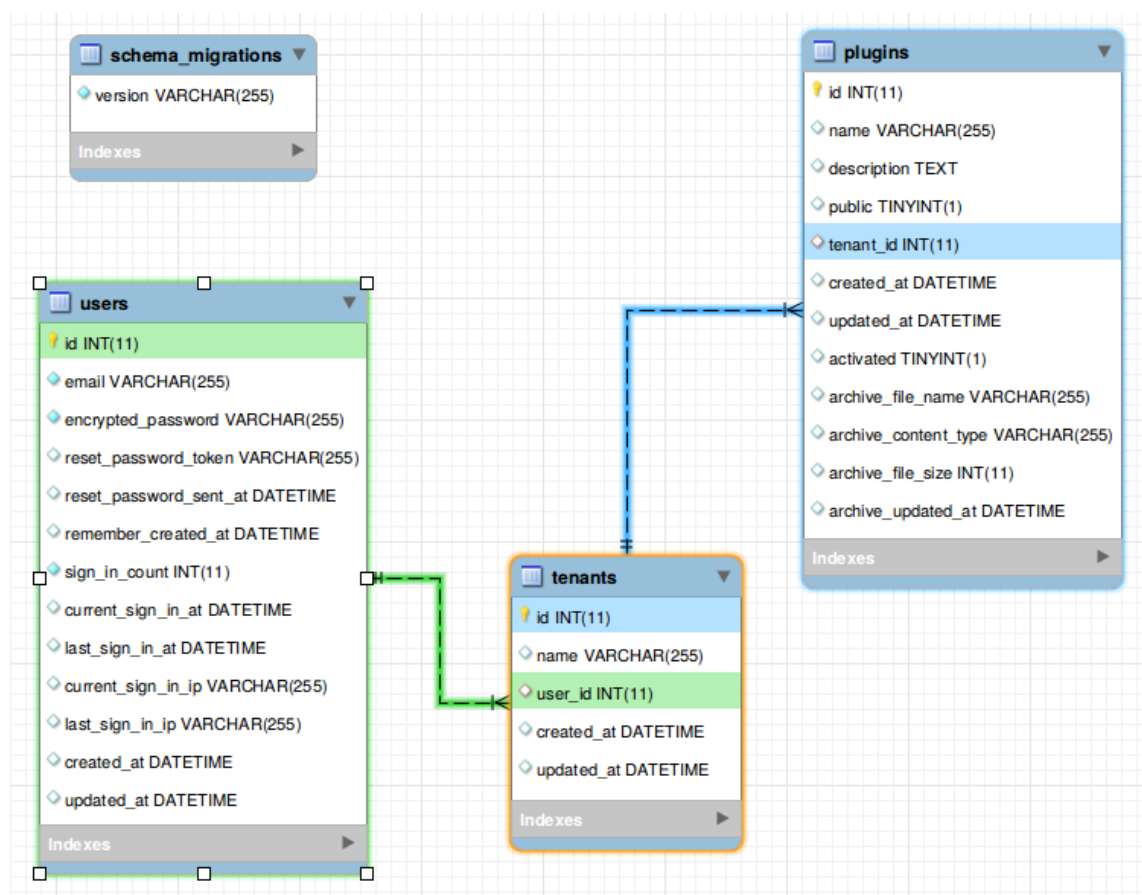 schema_migrations
version VARCHAR(255)
Indexes
plugins
id INT(11)
name VARCHAR(255)
description TEXT
public TINYINT(1)
tenant_id INT(11)
created_at DATETIME
updated_at DATETIME
activated TINYINT(1)
archive_file_name VARCHAR(255)
archive_content_type VARCHAR(255)
archive_file_size INT(11)
archive_updated_at DATETIME
Indexes
users
id INT(11)
email VARCHAR(255)
encrypted_password VARCHAR(255)
reset_password_token VARCHAR(255)
reset_password_sent_at DATETIME
remember_created_at DATETIME
sign_in_count INT(11)
current_sign_in_at DATETIME
last_sign_in_at DATETIME
current_sign_in_ip VARCHAR(255)
last_sign_in_ip VARCHAR(255)
created_at DATETIME
updated_at DATETIME
Indexes
tenants
id INT(11)
name VARCHAR(255)
user_id INT(11)
created_at DATETIME
updated_at DATETIME
Indexes